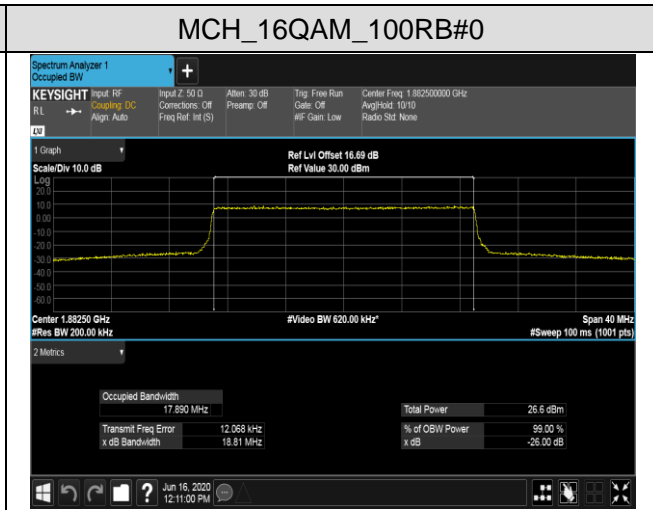 MCH_16QAM_100RB#0
Spectrum Analyzer 1
Occupied BW
+
KEYSIGHT
RL
LXI
Input: RF
Coupling: DC
Align: Auto
Input Z: 50 Ω
Corrections: Off
Freq Ref: Int (S)
Atten: 30 dB
Preamp: Off
Trig: Free Run
Gate: Off
#IF Gain: Low
Center Freq: 1.882500000 GHz
Avg|Hold: 10/10
Radio Std: None
1 Graph
Scale/Div 10.0 dB
Ref Lvl Offset 16.69 dB
Ref Value 30.00 dBm
Log
20.0
10.0
0.00
-10.0
-20.0
-30.0
-40.0
-50.0
-60.0
Center 1.88250 GHz
#Res BW 200.00 kHz
#Video BW 620.00 kHz*
Span 40 MHz
#Sweep 100 ms (1001 pts)
2 Metrics
Occupied Bandwidth
17.890 MHz
Transmit Freq Error 12.068 kHz
x dB Bandwidth 18.81 MHz
Total Power 26.6 dBm
% of OBW Power 99.00 %
x dB -26.00 dB
?
Jun 16, 2020
12:11:00 PM